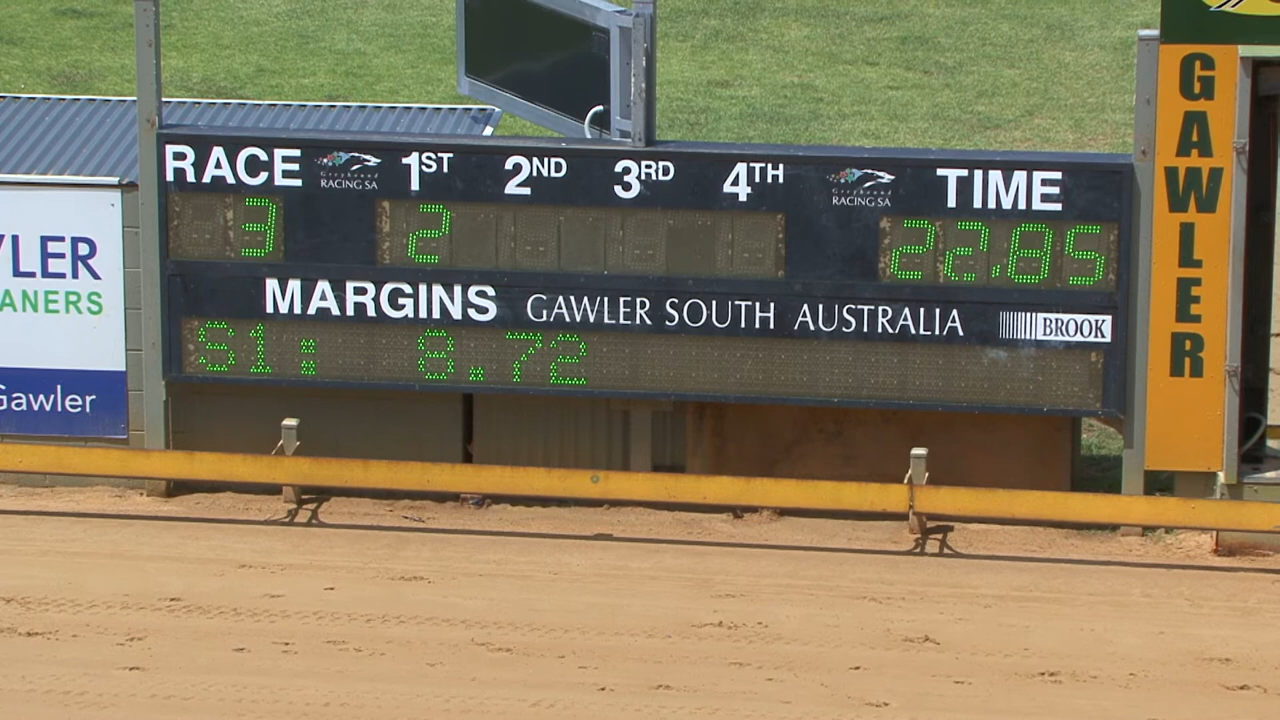 RACE Greyhound RACING SA 1ST 2ND 3RD 4TH Greyhound RACING SA TIME
3 2 22.85
MARGINS GAWLER SOUTH AUSTRALIA BROOK
S1: 8.72
LER
ANERS
Gawler
GAWLER